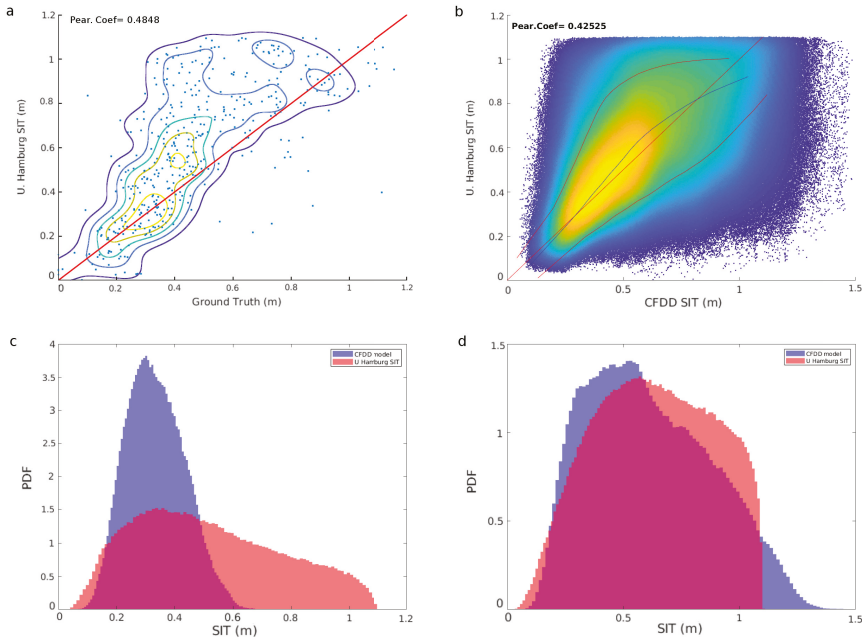 a
Pear.Coef= 0.4848
1.2
1
0.8
0.6
0.4
0.2
0
U. Hamburg SIT (m)
0 0.2 0.4 0.6 0.8 1 1.2
Ground Truth (m)
b
Pear.Coef= 0.42525
1.2
1
0.8
0.6
0.4
0.2
0
U. Hamburg SIT (m)
0 0.5 1 1.5
CFDD SIT (m)
c
CFDD model
U Hamburg SIT
4
3.5
3
2.5
2
1.5
1
0.5
0
PDF
0 0.2 0.4 0.6 0.8 1 1.2
SIT (m)
d
CFDD model
U Hamburg SIT
1.5
1
0.5
0
PDF
0 0.5 1 1.5
SIT (m)